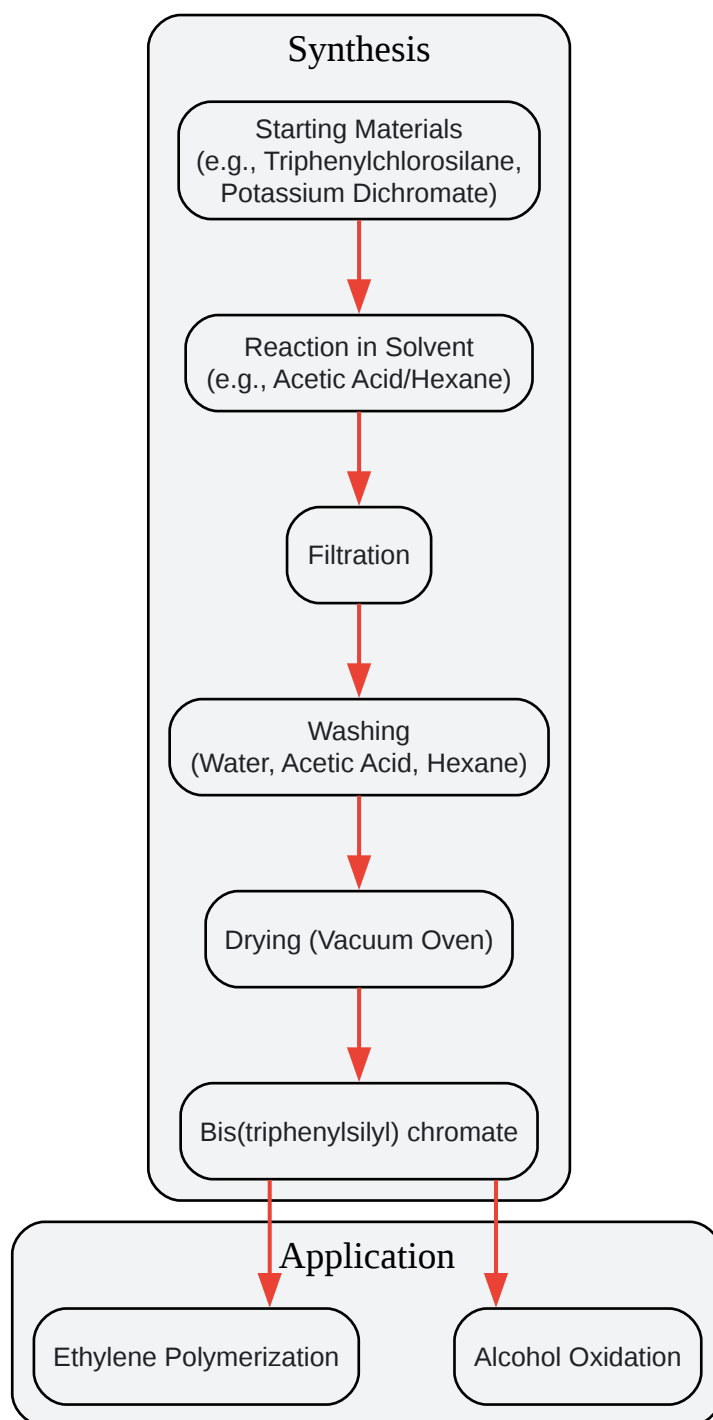 Synthesis
Starting Materials
(e.g., Triphenylchlorosilane,
Potassium Dichromate)
Reaction in Solvent
(e.g., Acetic Acid/Hexane)
Filtration
Washing
(Water, Acetic Acid, Hexane)
Drying (Vacuum Oven)
Bis(triphenylsilyl) chromate
Application
Ethylene Polymerization
Alcohol Oxidation